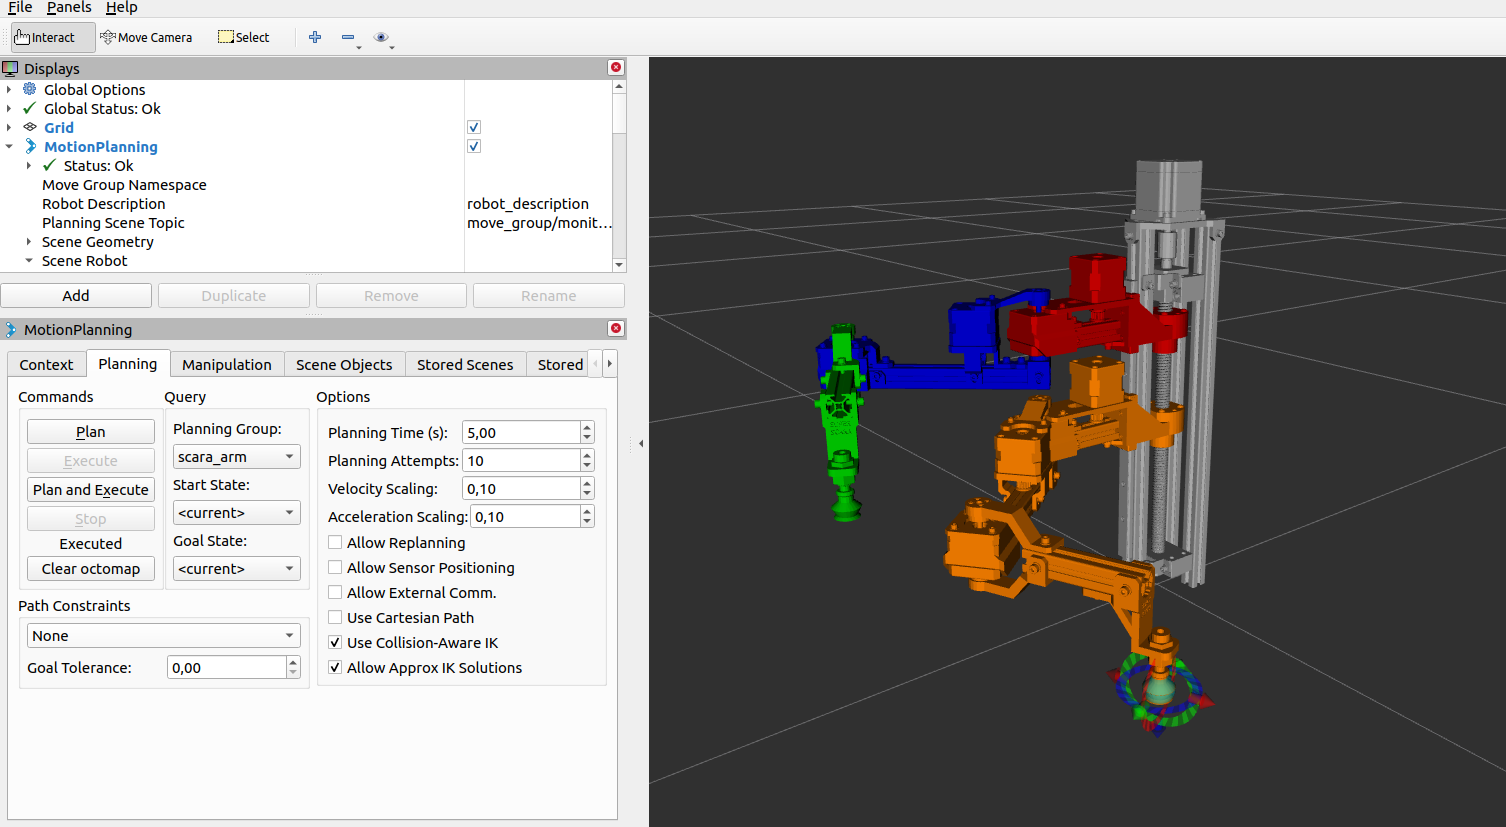 File Panels Help
Interact Move Camera Select
Displays
Global Options
Global Status: Ok
Grid
MotionPlanning
Status: Ok
Move Group Namespace
Robot Description robot_description
Planning Scene Topic move_group/monit...
Scene Geometry
Scene Robot
Add Duplicate Remove Rename
MotionPlanning
Context Planning Manipulation Scene Objects Stored Scenes Stored
Commands Query Options
Plan
Execute
Plan and Execute
Stop
Executed
Clear octomap
Planning Group:
scara_arm
Start State:
<current>
Goal State:
<current>
Path Constraints
None
Goal Tolerance: 0,00
Planning Time (s): 5,00
Planning Attempts: 10
Velocity Scaling: 0,10
Acceleration Scaling: 0,10
Allow Replanning
Allow Sensor Positioning
Allow External Comm.
Use Cartesian Path
Use Collision-Aware IK
Allow Approx IK Solutions